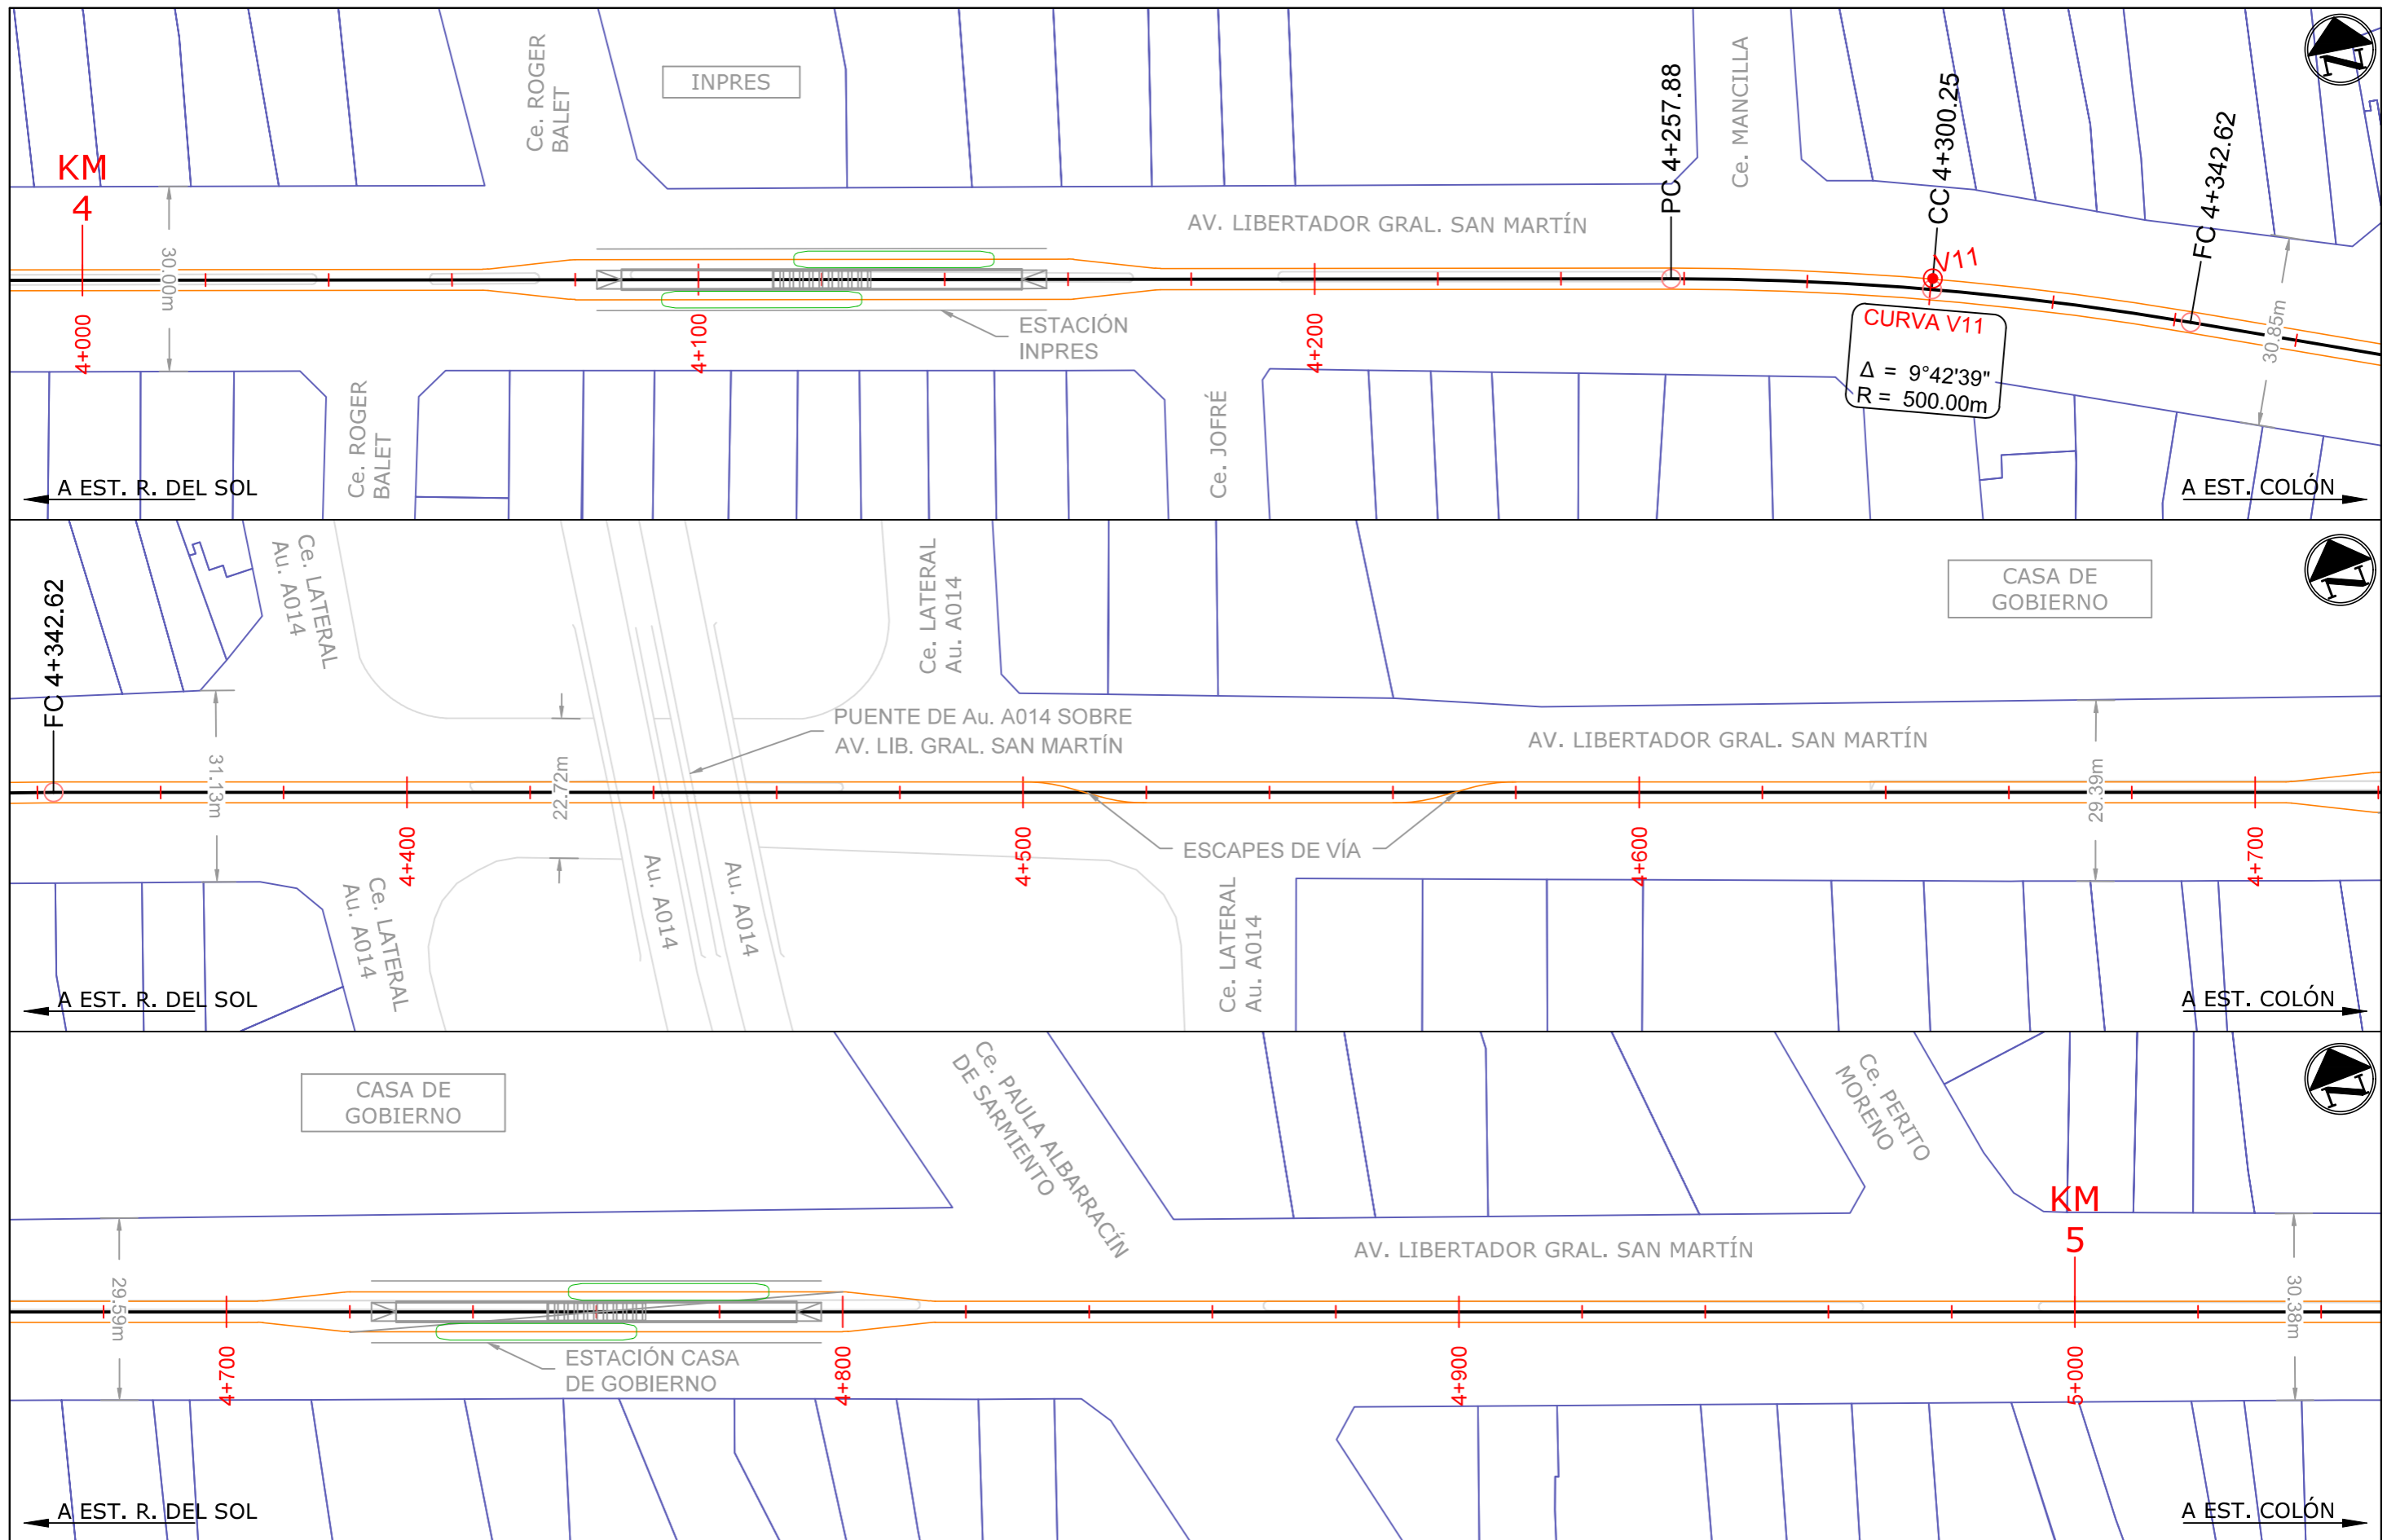 Ce. ROGER
BALET
INPRES
PC 4+257.88
Ce. MANCILLA
CC 4+300.25
FC 4+342.62
N
KM
4
30.00m
AV. LIBERTADOR GRAL. SAN MARTÍN
V11
CURVA V11
Δ = 9°42'39"
R = 500.00m
30.85m
4+000
4+100
4+200
ESTACIÓN
INPRES
Ce. ROGER
BALET
Ce. JOFRÉ
A EST. R. DEL SOL
A EST. COLÓN
FC 4+342.62
Ce. LATERAL
Au. A014
Ce. LATERAL
Au. A014
CASA DE
GOBIERNO
N
31.13m
22.72m
PUENTE DE Au. A014 SOBRE
AV. LIB. GRAL. SAN MARTÍN
AV. LIBERTADOR GRAL. SAN MARTÍN
29.39m
4+400
4+500
4+600
4+700
ESCAPES DE VÍA
Ce. LATERAL
Au. A014
Au. A014
Au. A014
Ce. LATERAL
Au. A014
A EST. R. DEL SOL
A EST. COLÓN
CASA DE
GOBIERNO
Ce. PAULA ALBARRACÍN
DE SARMIENTO
Ce. PERITO
MORENO
N
KM
5
AV. LIBERTADOR GRAL. SAN MARTÍN
29.59m
30.38m
4+700
ESTACIÓN CASA
DE GOBIERNO
4+800
4+900
5+000
A EST. R. DEL SOL
A EST. COLÓN